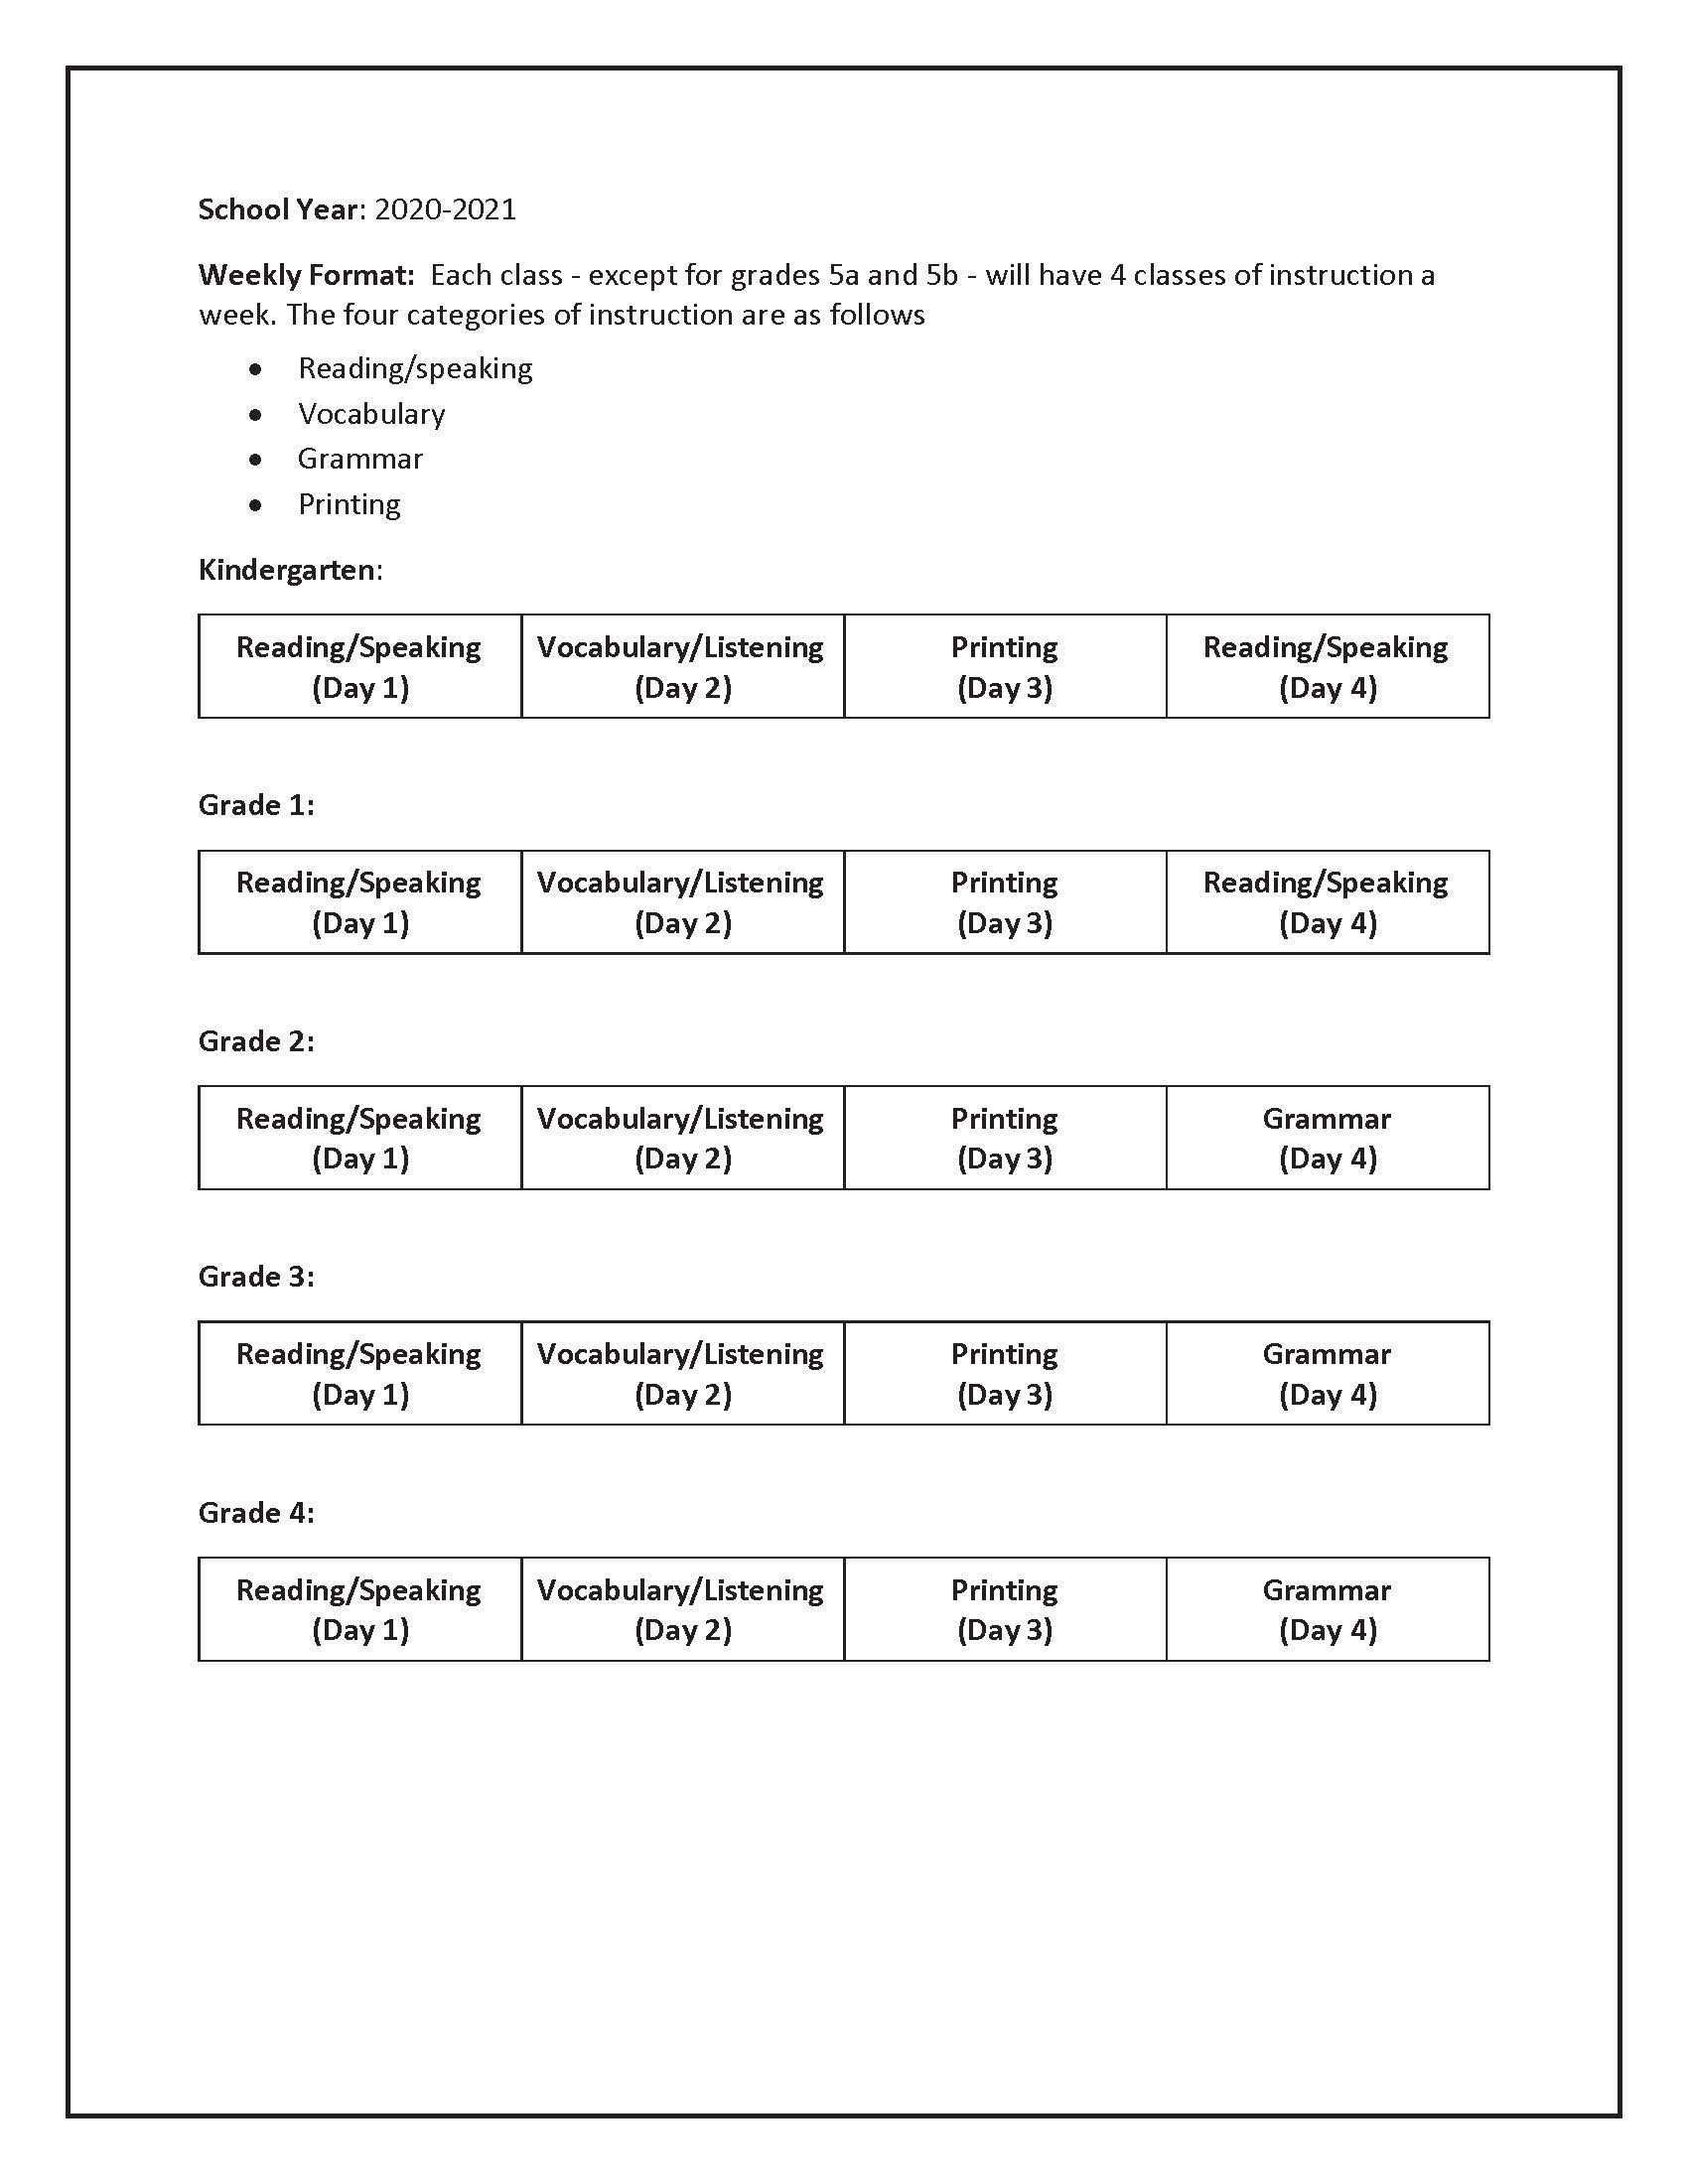 School Year: 2020-2021
Weekly Format:  Each class - except for grades 5a and 5b - will have 4 classes of instruction a
week. The four categories of instruction are as follows
• Reading/speaking
• Vocabulary
• Grammar
• Printing
Kindergarten:
Reading/Speaking Vocabulary/Listening Printing Reading/Speaking
(Day 1) (Day 2) (Day 3) (Day 4)
Grade 1:
Reading/Speaking Vocabulary/Listening Printing Reading/Speaking
(Day 1) (Day 2) (Day 3) (Day 4)
Grade 2:
Reading/Speaking Vocabulary/Listening Printing Grammar
(Day 1) (Day 2) (Day 3) (Day 4)
Grade 3:
Reading/Speaking Vocabulary/Listening Printing Grammar
(Day 1) (Day 2) (Day 3) (Day 4)
Grade 4:
Reading/Speaking Vocabulary/Listening Printing Grammar
(Day 1) (Day 2) (Day 3) (Day 4)